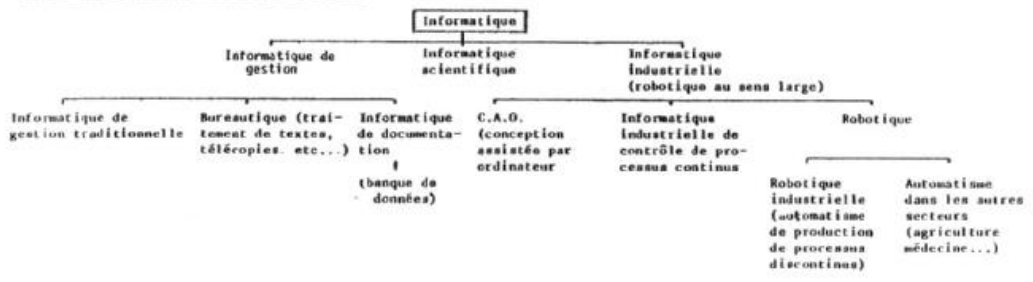 Informatique
Informatique de
gestion
Informatique
scientifique
Informatique
industrielle
(robotique au sens large)
Informatique de
gestion traditionnelle
Bureautique (trai-
tement de textes,
téléropies. etc...)
Informatique
de documenta-
tion
(banque de
données)
C.A.O.
(conception
assistée par
ordinateur
Informatique
industrielle de
contrôle de pro-
cessus continus
Robotique
Robotique
industrielle
(automatisme
de production
de processus
discontinus)
Automatisme
dans les autres
secteurs
(agriculture
médecine...)